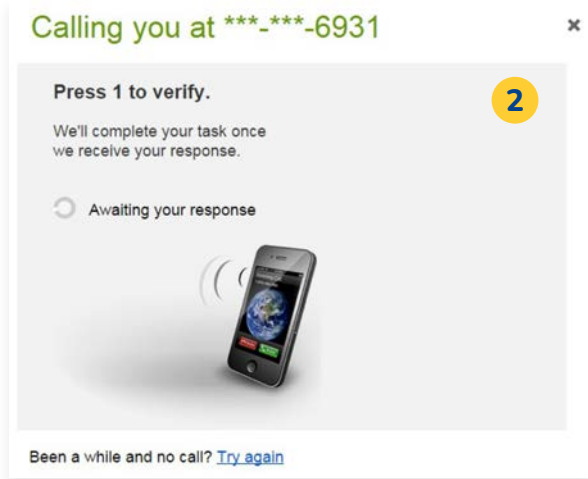 Calling you at ***-***-6931
×
Press 1 to verify.
2
We'll complete your task once
we receive your response.
Awaiting your response
Been a while and no call? Try again